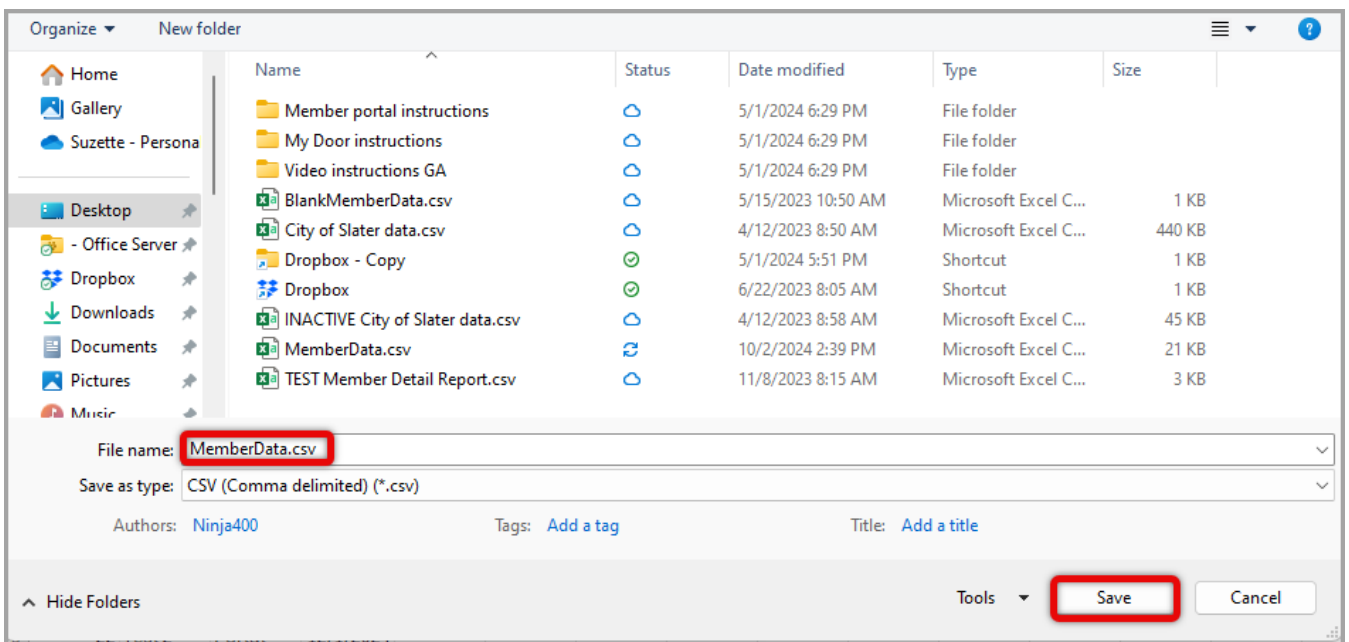 Organize New folder ?
Name Status Date modified Type Size
Home
Gallery
Suzette - Persona
Desktop
- Office Server
Dropbox
Downloads
Documents
Pictures
Music
Member portal instructions 5/1/2024 6:29 PM File folder
My Door instructions 5/1/2024 6:29 PM File folder
Video instructions GA 5/1/2024 6:29 PM File folder
BlankMemberData.csv 5/15/2023 10:50 AM Microsoft Excel C... 1 KB
City of Slater data.csv 4/12/2023 8:50 AM Microsoft Excel C... 440 KB
Dropbox - Copy 5/1/2024 5:51 PM Shortcut 1 KB
Dropbox 6/22/2023 8:05 AM Shortcut 1 KB
INACTIVE City of Slater data.csv 4/12/2023 8:58 AM Microsoft Excel C... 45 KB
MemberData.csv 10/2/2024 2:39 PM Microsoft Excel C... 21 KB
TEST Member Detail Report.csv 11/8/2023 8:15 AM Microsoft Excel C... 3 KB
File name: MemberData.csv
Save as type: CSV (Comma delimited) (*.csv)
Authors: Ninja400 Tags: Add a tag Title: Add a title
Hide Folders Tools Save Cancel